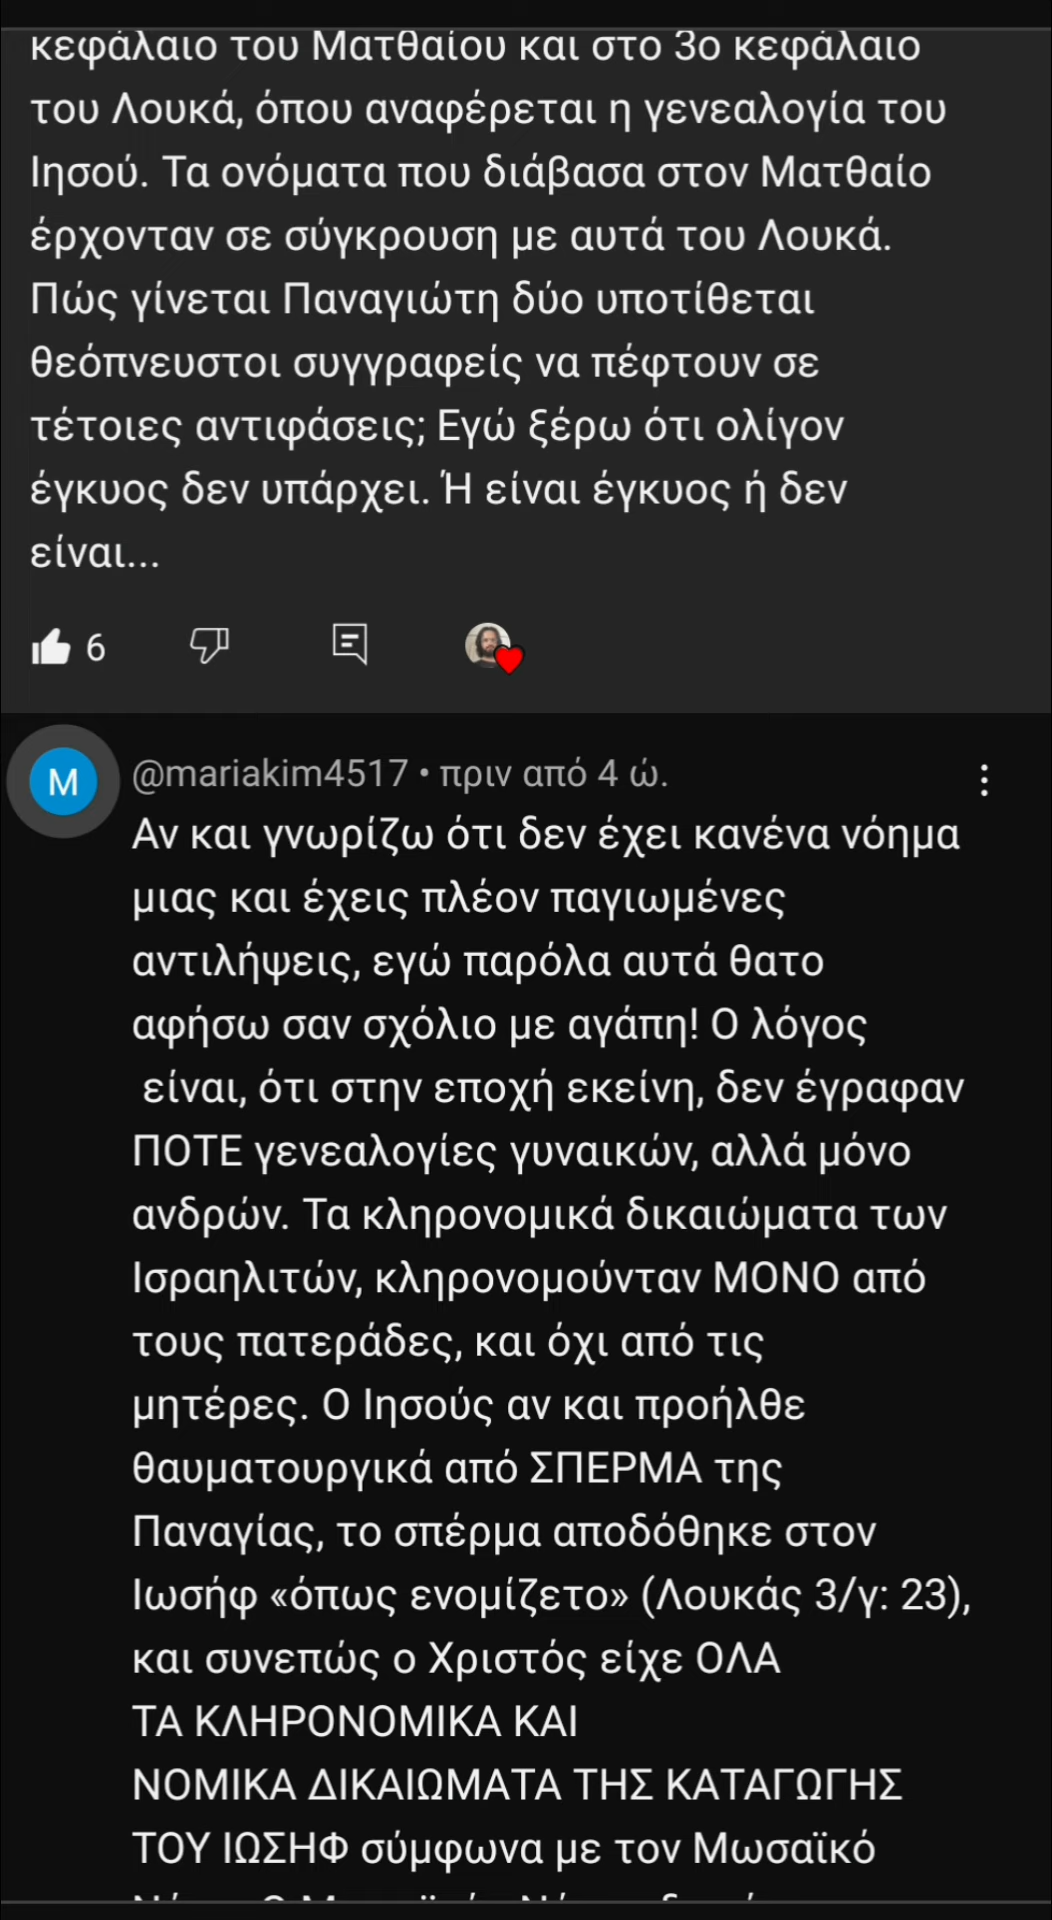 κεφάλαιο του Ματθαίου και στο 3ο κεφάλαιο
του Λουκά, όπου αναφέρεται η γενεαλογία του
Ιησού. Τα ονόματα που διάβασα στον Ματθαίο
έρχονταν σε σύγκρουση με αυτά του Λουκά.
Πώς γίνεται Παναγιώτη δύο υποτίθεται
θεόπνευστοι συγγραφείς να πέφτουν σε
τέτοιες αντιφάσεις; Εγώ ξέρω ότι ολίγον
έγκυος δεν υπάρχει. Ή είναι έγκυος ή δεν
είναι...
6
M
@mariakim4517 • πριν από 4 ώ.
Αν και γνωρίζω ότι δεν έχει κανένα νόημα
μιας και έχεις πλέον παγιωμένες
αντιλήψεις, εγώ παρόλα αυτά θατο
αφήσω σαν σχόλιο με αγάπη! Ο λόγος
είναι, ότι στην εποχή εκείνη, δεν έγραφαν
ΠΟΤΕ γενεαλογίες γυναικών, αλλά μόνο
ανδρών. Τα κληρονομικά δικαιώματα των
Ισραηλιτών, κληρονομούνταν ΜΟΝΟ από
τους πατεράδες, και όχι από τις
μητέρες. Ο Ιησούς αν και προήλθε
θαυματουργικά από ΣΠΕΡΜΑ της
Παναγίας, το σπέρμα αποδόθηκε στον
Ιωσήφ «όπως ενομίζετο» (Λουκάς 3/γ: 23),
και συνεπώς ο Χριστός είχε ΟΛΑ
ΤΑ ΚΛΗΡΟΝΟΜΙΚΑ ΚΑΙ
ΝΟΜΙΚΑ ΔΙΚΑΙΩΜΑΤΑ ΤΗΣ ΚΑΤΑΓΩΓΗΣ
ΤΟΥ ΙΩΣΗΦ σύμφωνα με τον Μωσαϊκό